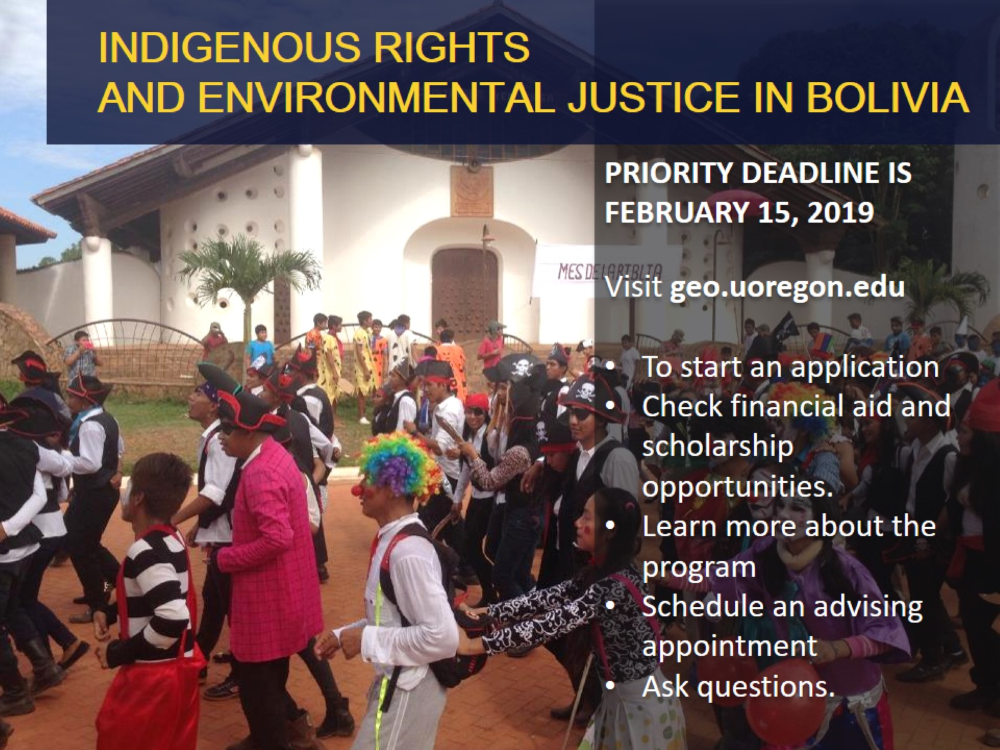 INDIGENOUS RIGHTS
AND ENVIRONMENTAL JUSTICE IN BOLIVIA
PRIORITY DEADLINE IS
FEBRUARY 15, 2019
MES DE LA BIBLIA
Visit geo.uoregon.edu
• To start an application
• Check financial aid and
scholarship
opportunities.
• Learn more about the
program
• Schedule an advising
appointment
• Ask questions.